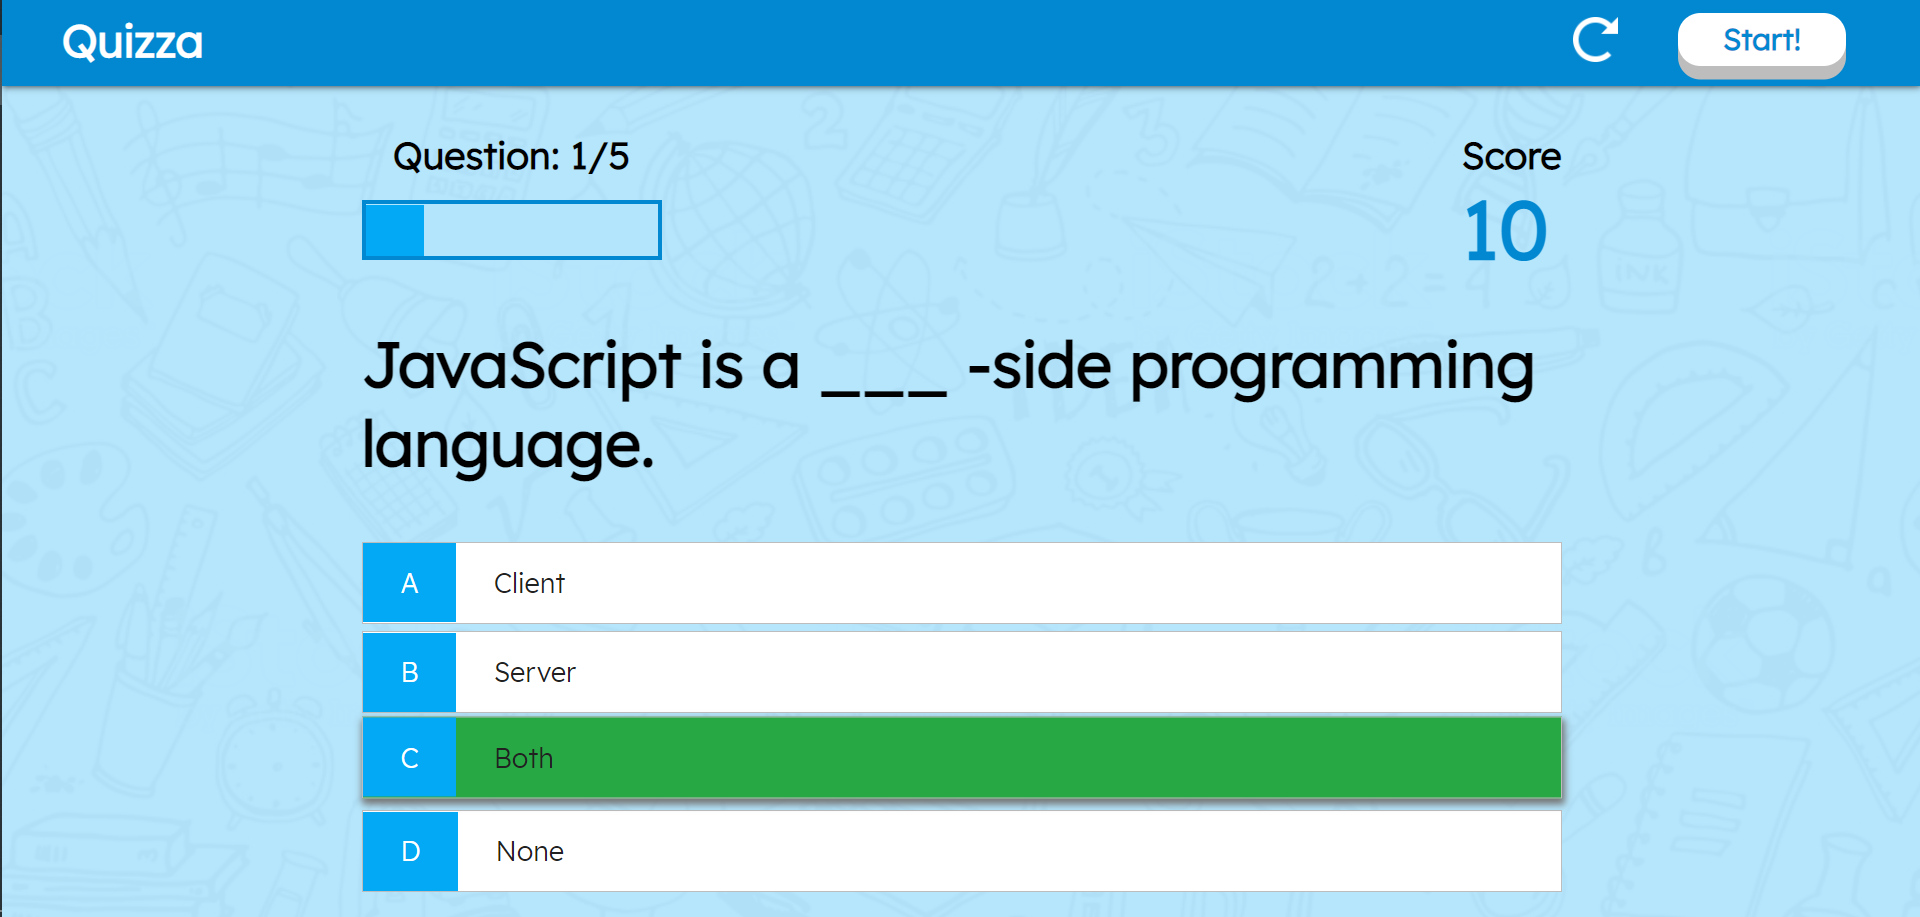 Quizza
Start!
Question: 1/5
Score
10
JavaScript is a ___ -side programming
language.
A Client
B Server
C Both
D None